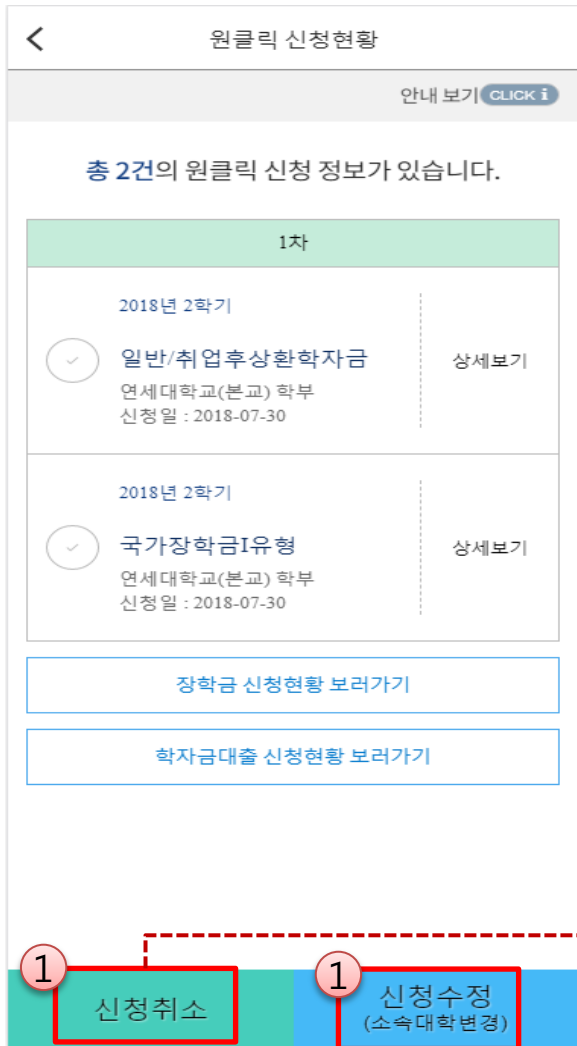 원클릭 신청현황
안내 보기 CLICK i
총 2건의 원클릭 신청 정보가 있습니다.
1차
2018년 2학기
일반/취업후상환학자금
상세보기
연세대학교(본교) 학부
신청일 : 2018-07-30
2018년 2학기
국가장학금I유형
상세보기
연세대학교(본교) 학부
신청일 : 2018-07-30
장학금 신청현황 보러가기
학자금대출 신청현황 보러가기
1
신청취소
1
신청수정
(소속대학변경)